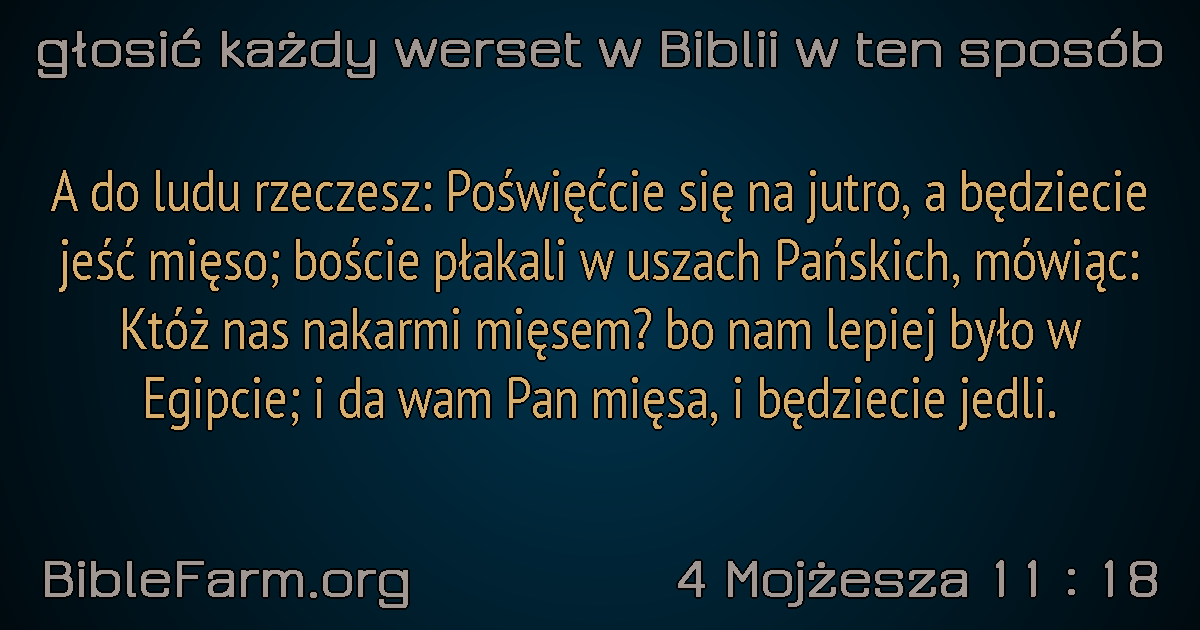 głosić każdy werset w Biblii w ten sposób
A do ludu rzeczesz: Poświęćcie się na jutro, a będziecie
jeść mięso; boście płakali w uszach Pańskich, mówiąc:
Któż nas nakarmi mięsem? bo nam lepiej było w
Egipcie; i da wam Pan mięsa, i będziecie jedli.
BibleFarm.org
4 Mojżesza 11 : 18